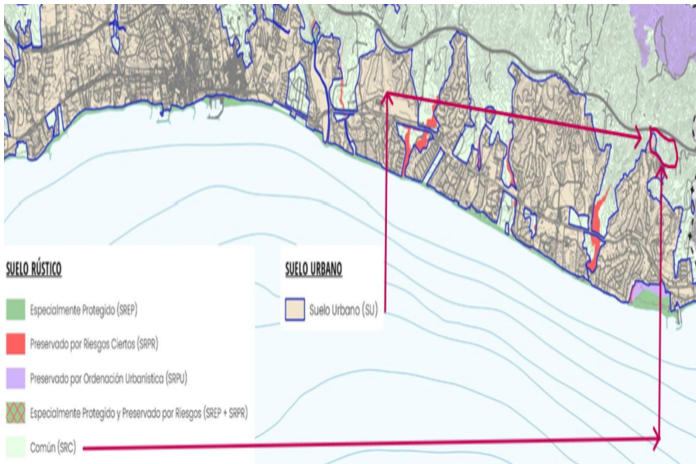 SUELO RÚSTICO
Especialmente Protegido (SREP)
Preservado por Riesgos Ciertos (SRPR)
Preservado por Ordenación Urbanística (SRPU)
Especialmente Protegido y Preservado por Riesgos (SREP + SRPR)
Común (SRC)
SUELO URBANO
Suelo Urbano (SU)